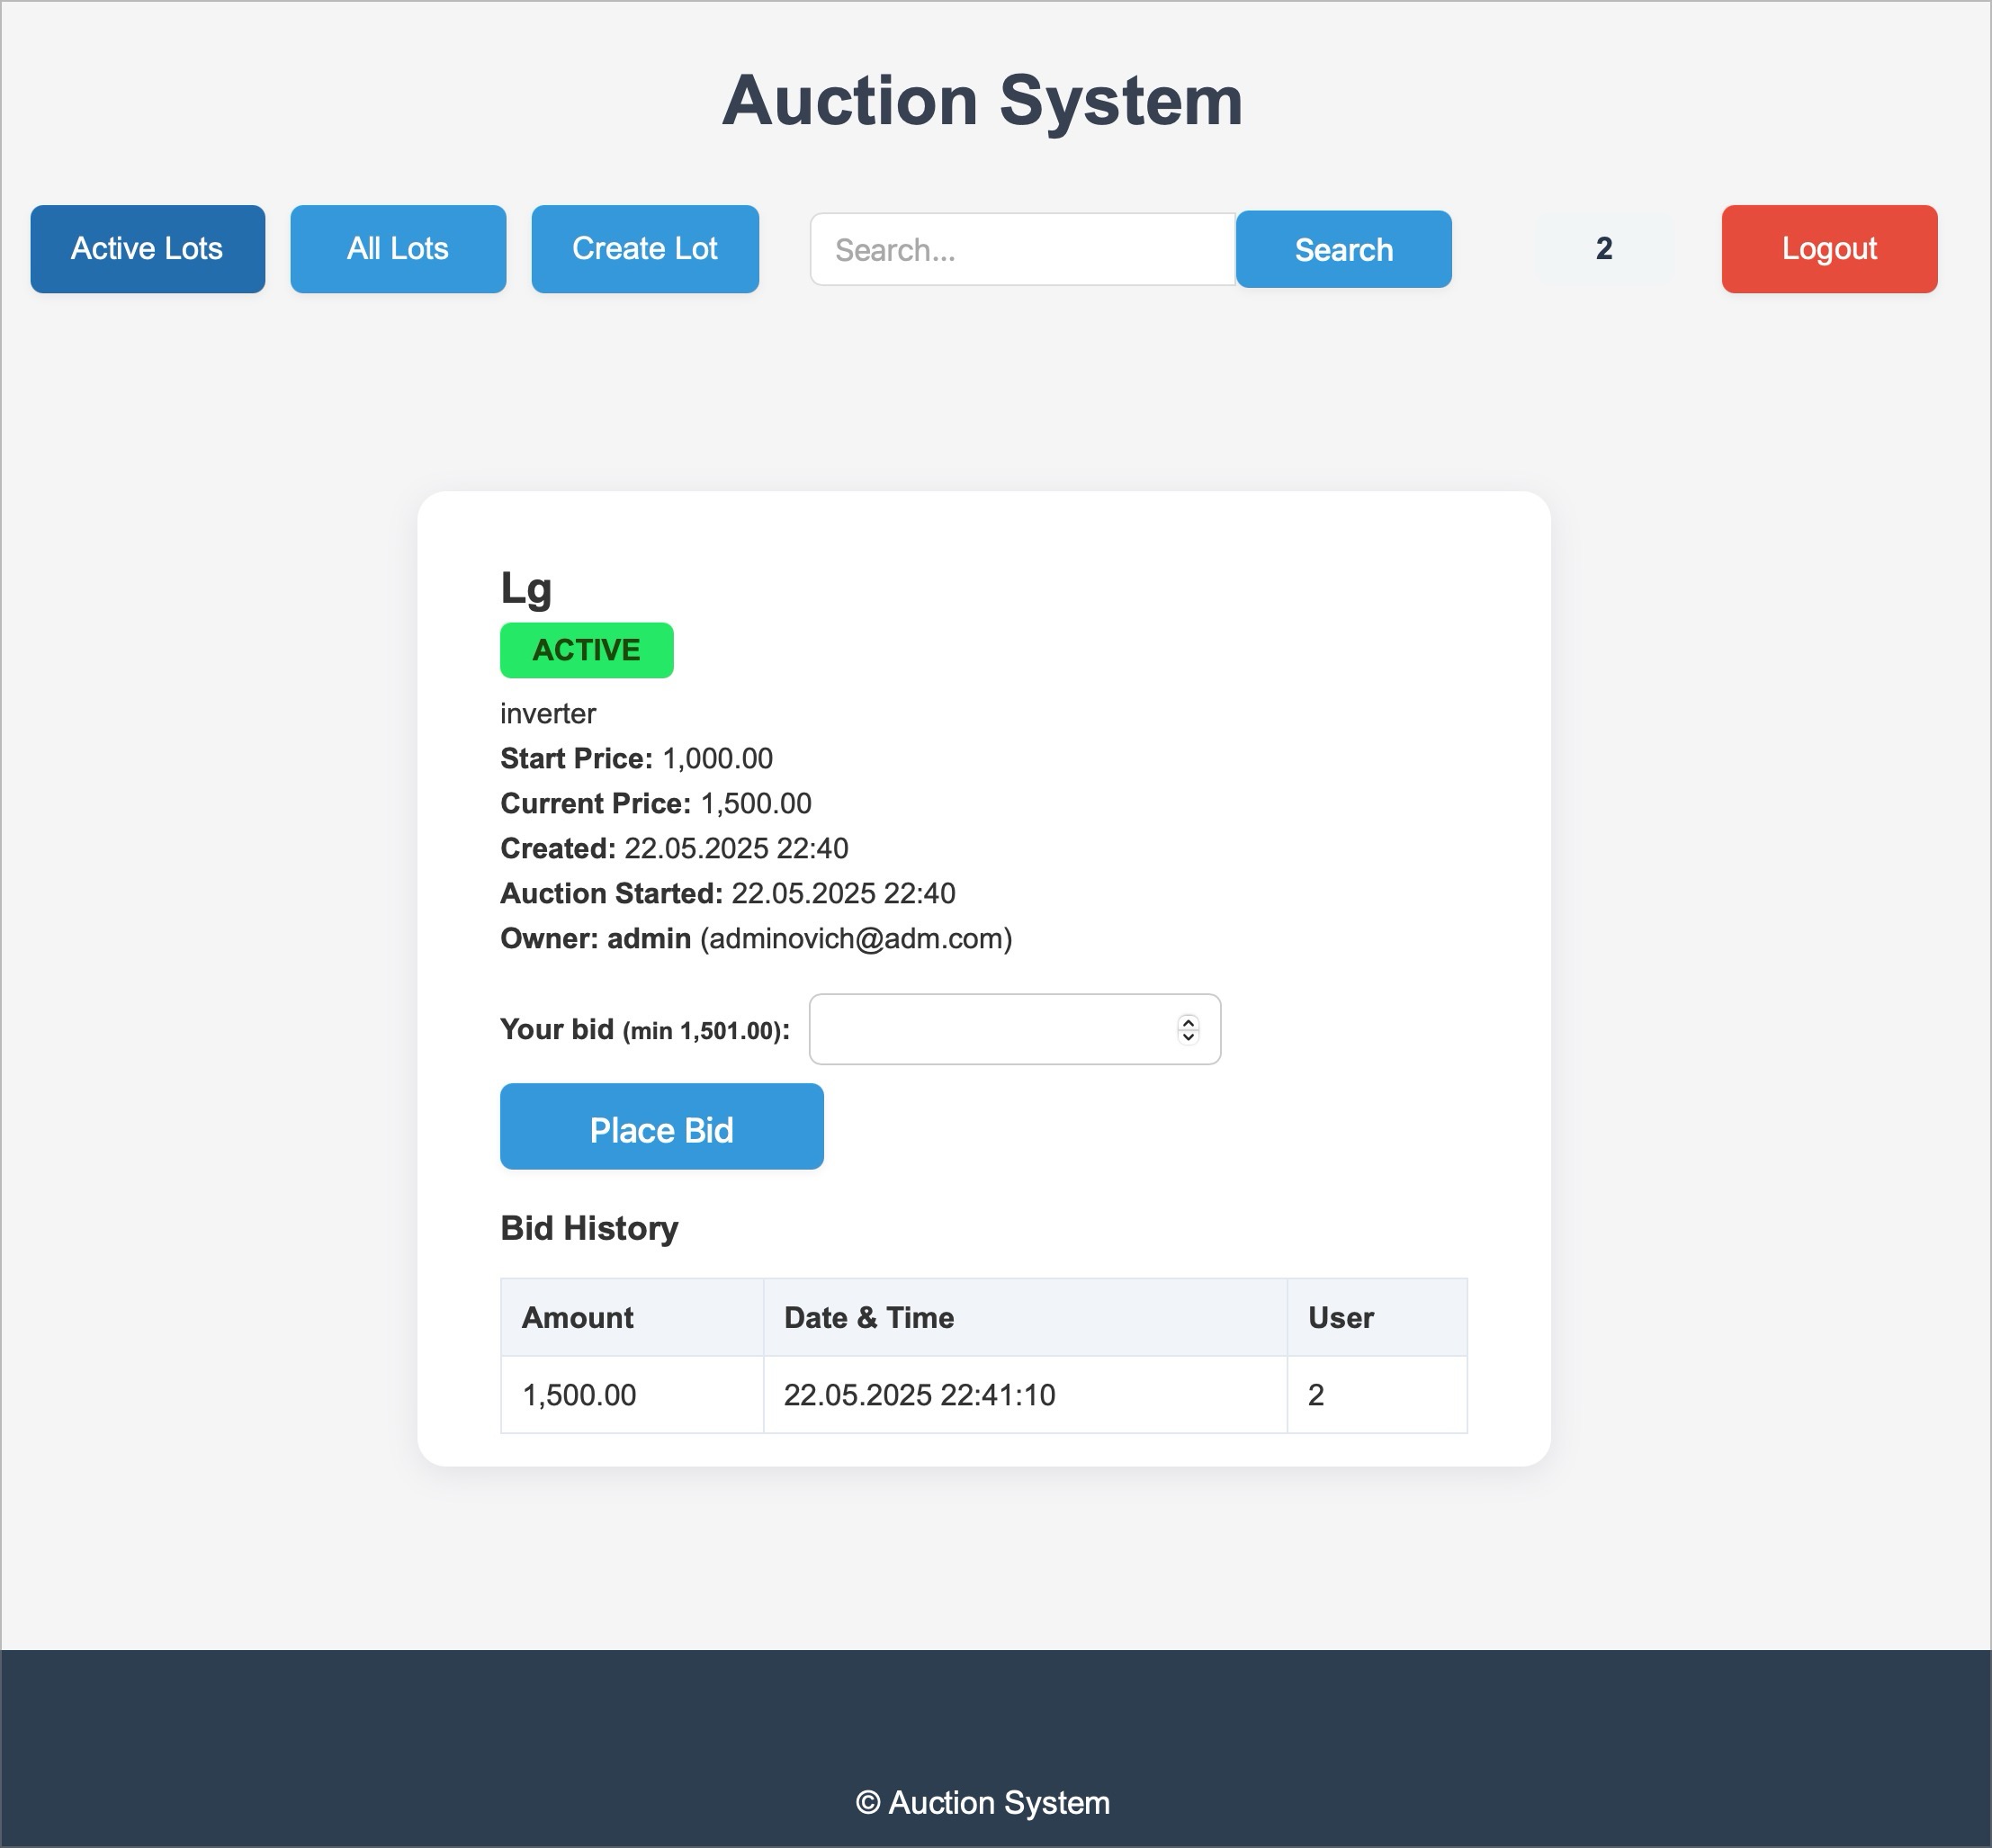 Auction System
Active Lots All Lots Create Lot Search... Search 2 Logout
Lg
ACTIVE
inverter
Start Price: 1,000.00
Current Price: 1,500.00
Created: 22.05.2025 22:40
Auction Started: 22.05.2025 22:40
Owner: admin (adminovich@adm.com)
Your bid (min 1,501.00):
Place Bid
Bid History
Amount Date & Time User
1,500.00 22.05.2025 22:41:10 2
© Auction System